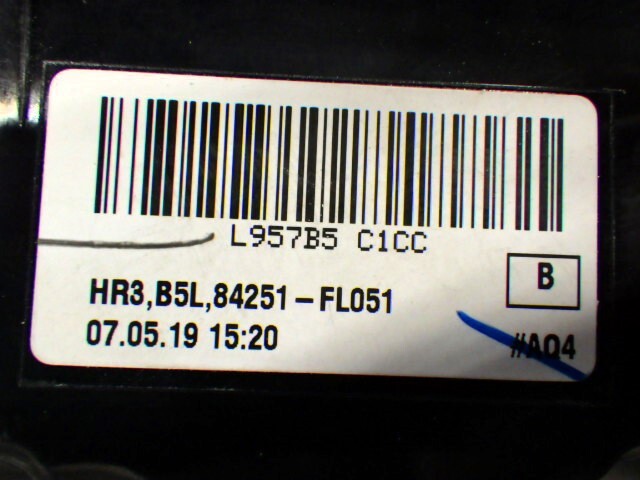 L957B5 C1CC
B
HR3,B5L,84251-FL051
07.05.19 15:20
#AQ4